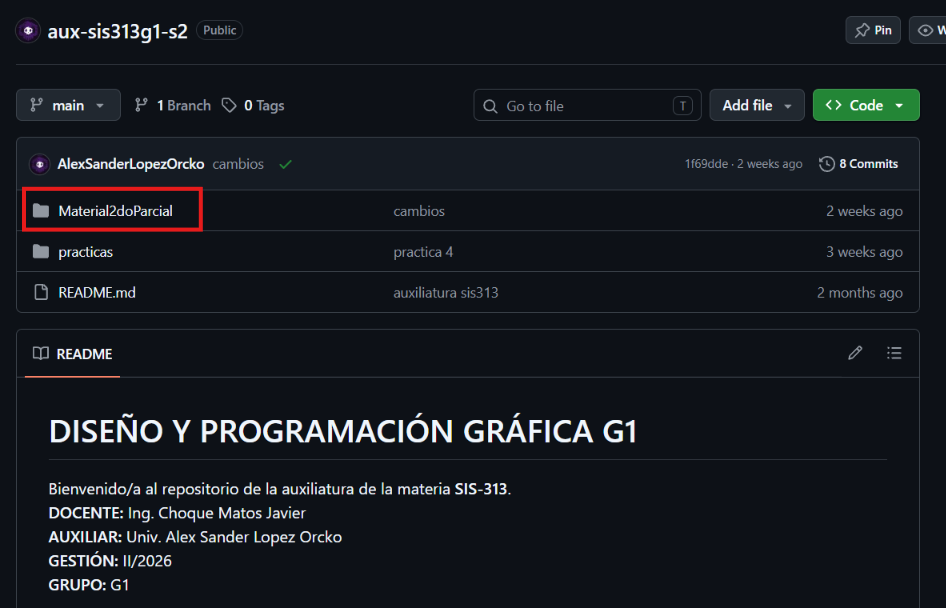 aux-sis313g1-s2 Public
Pin
main 1 Branch 0 Tags Go to file T Add file Code
AlexSanderLopezOrcko cambios 1f69dde · 2 weeks ago 8 Commits
Material2doParcial cambios 2 weeks ago
practicas practica 4 3 weeks ago
README.md auxiliatura sis313 2 months ago
README
DISEÑO Y PROGRAMACIÓN GRÁFICA G1
Bienvenido/a al repositorio de la auxiliatura de la materia SIS-313.
DOCENTE: Ing. Choque Matos Javier
AUXILIAR: Univ. Alex Sander Lopez Orcko
GESTIÓN: II/2026
GRUPO: G1